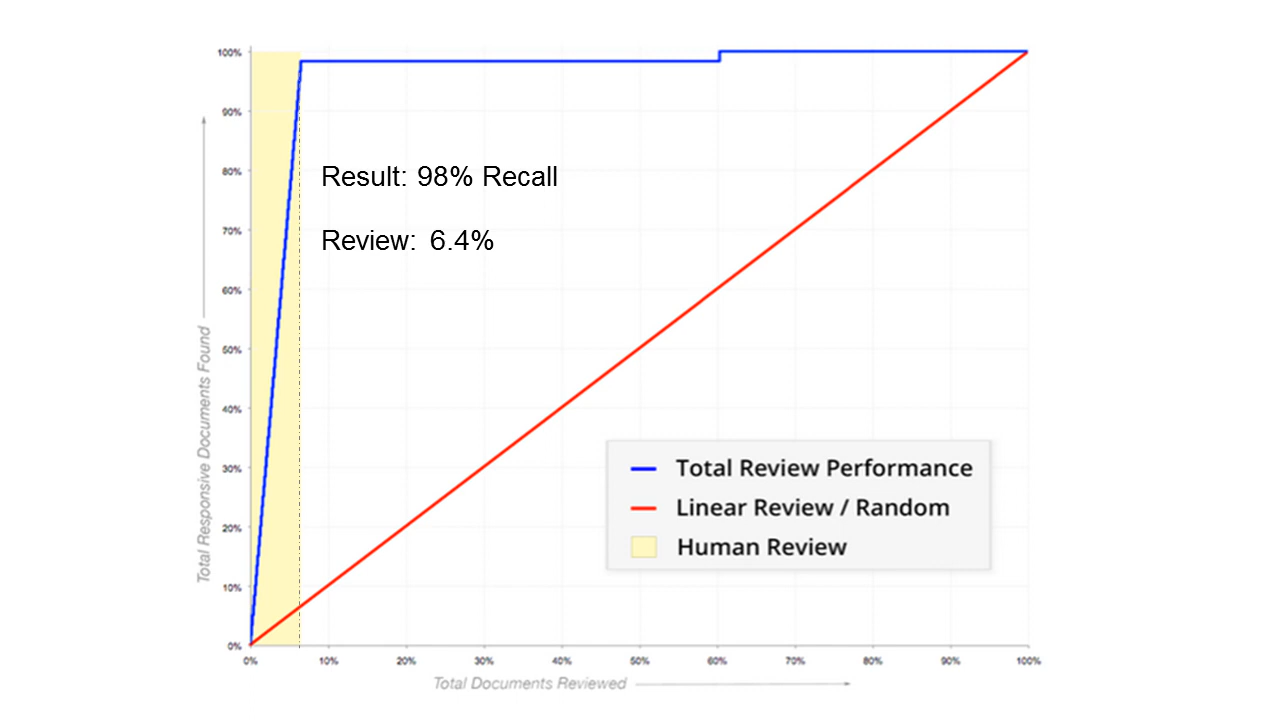 100%
90%
80%
70%
60%
50%
40%
30%
20%
10%
0%
Total Responsive Documents Found
Result: 98% Recall
Review: 6.4%
Total Review Performance
Linear Review / Random
Human Review
0% 10% 20% 30% 40% 50% 60% 70% 80% 90% 100%
Total Documents Reviewed